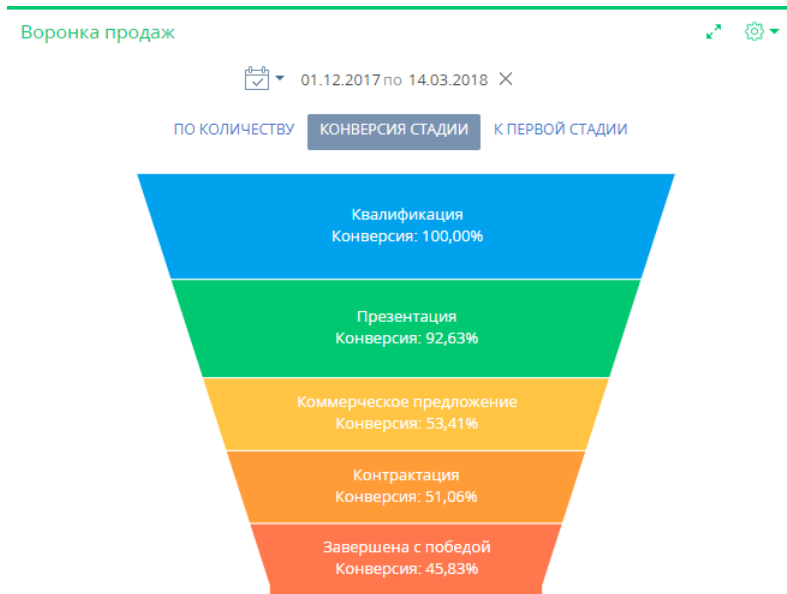 Воронка продаж
01.12.2017 по 14.03.2018
ПО КОЛИЧЕСТВУ КОНВЕРСИЯ СТАДИИ К ПЕРВОЙ СТАДИИ
Квалификация
Конверсия: 100,00%
Презентация
Конверсия: 92,63%
Коммерческое предложение
Конверсия: 53,41%
Контрактация
Конверсия: 51,06%
Завершена с победой
Конверсия: 45,83%